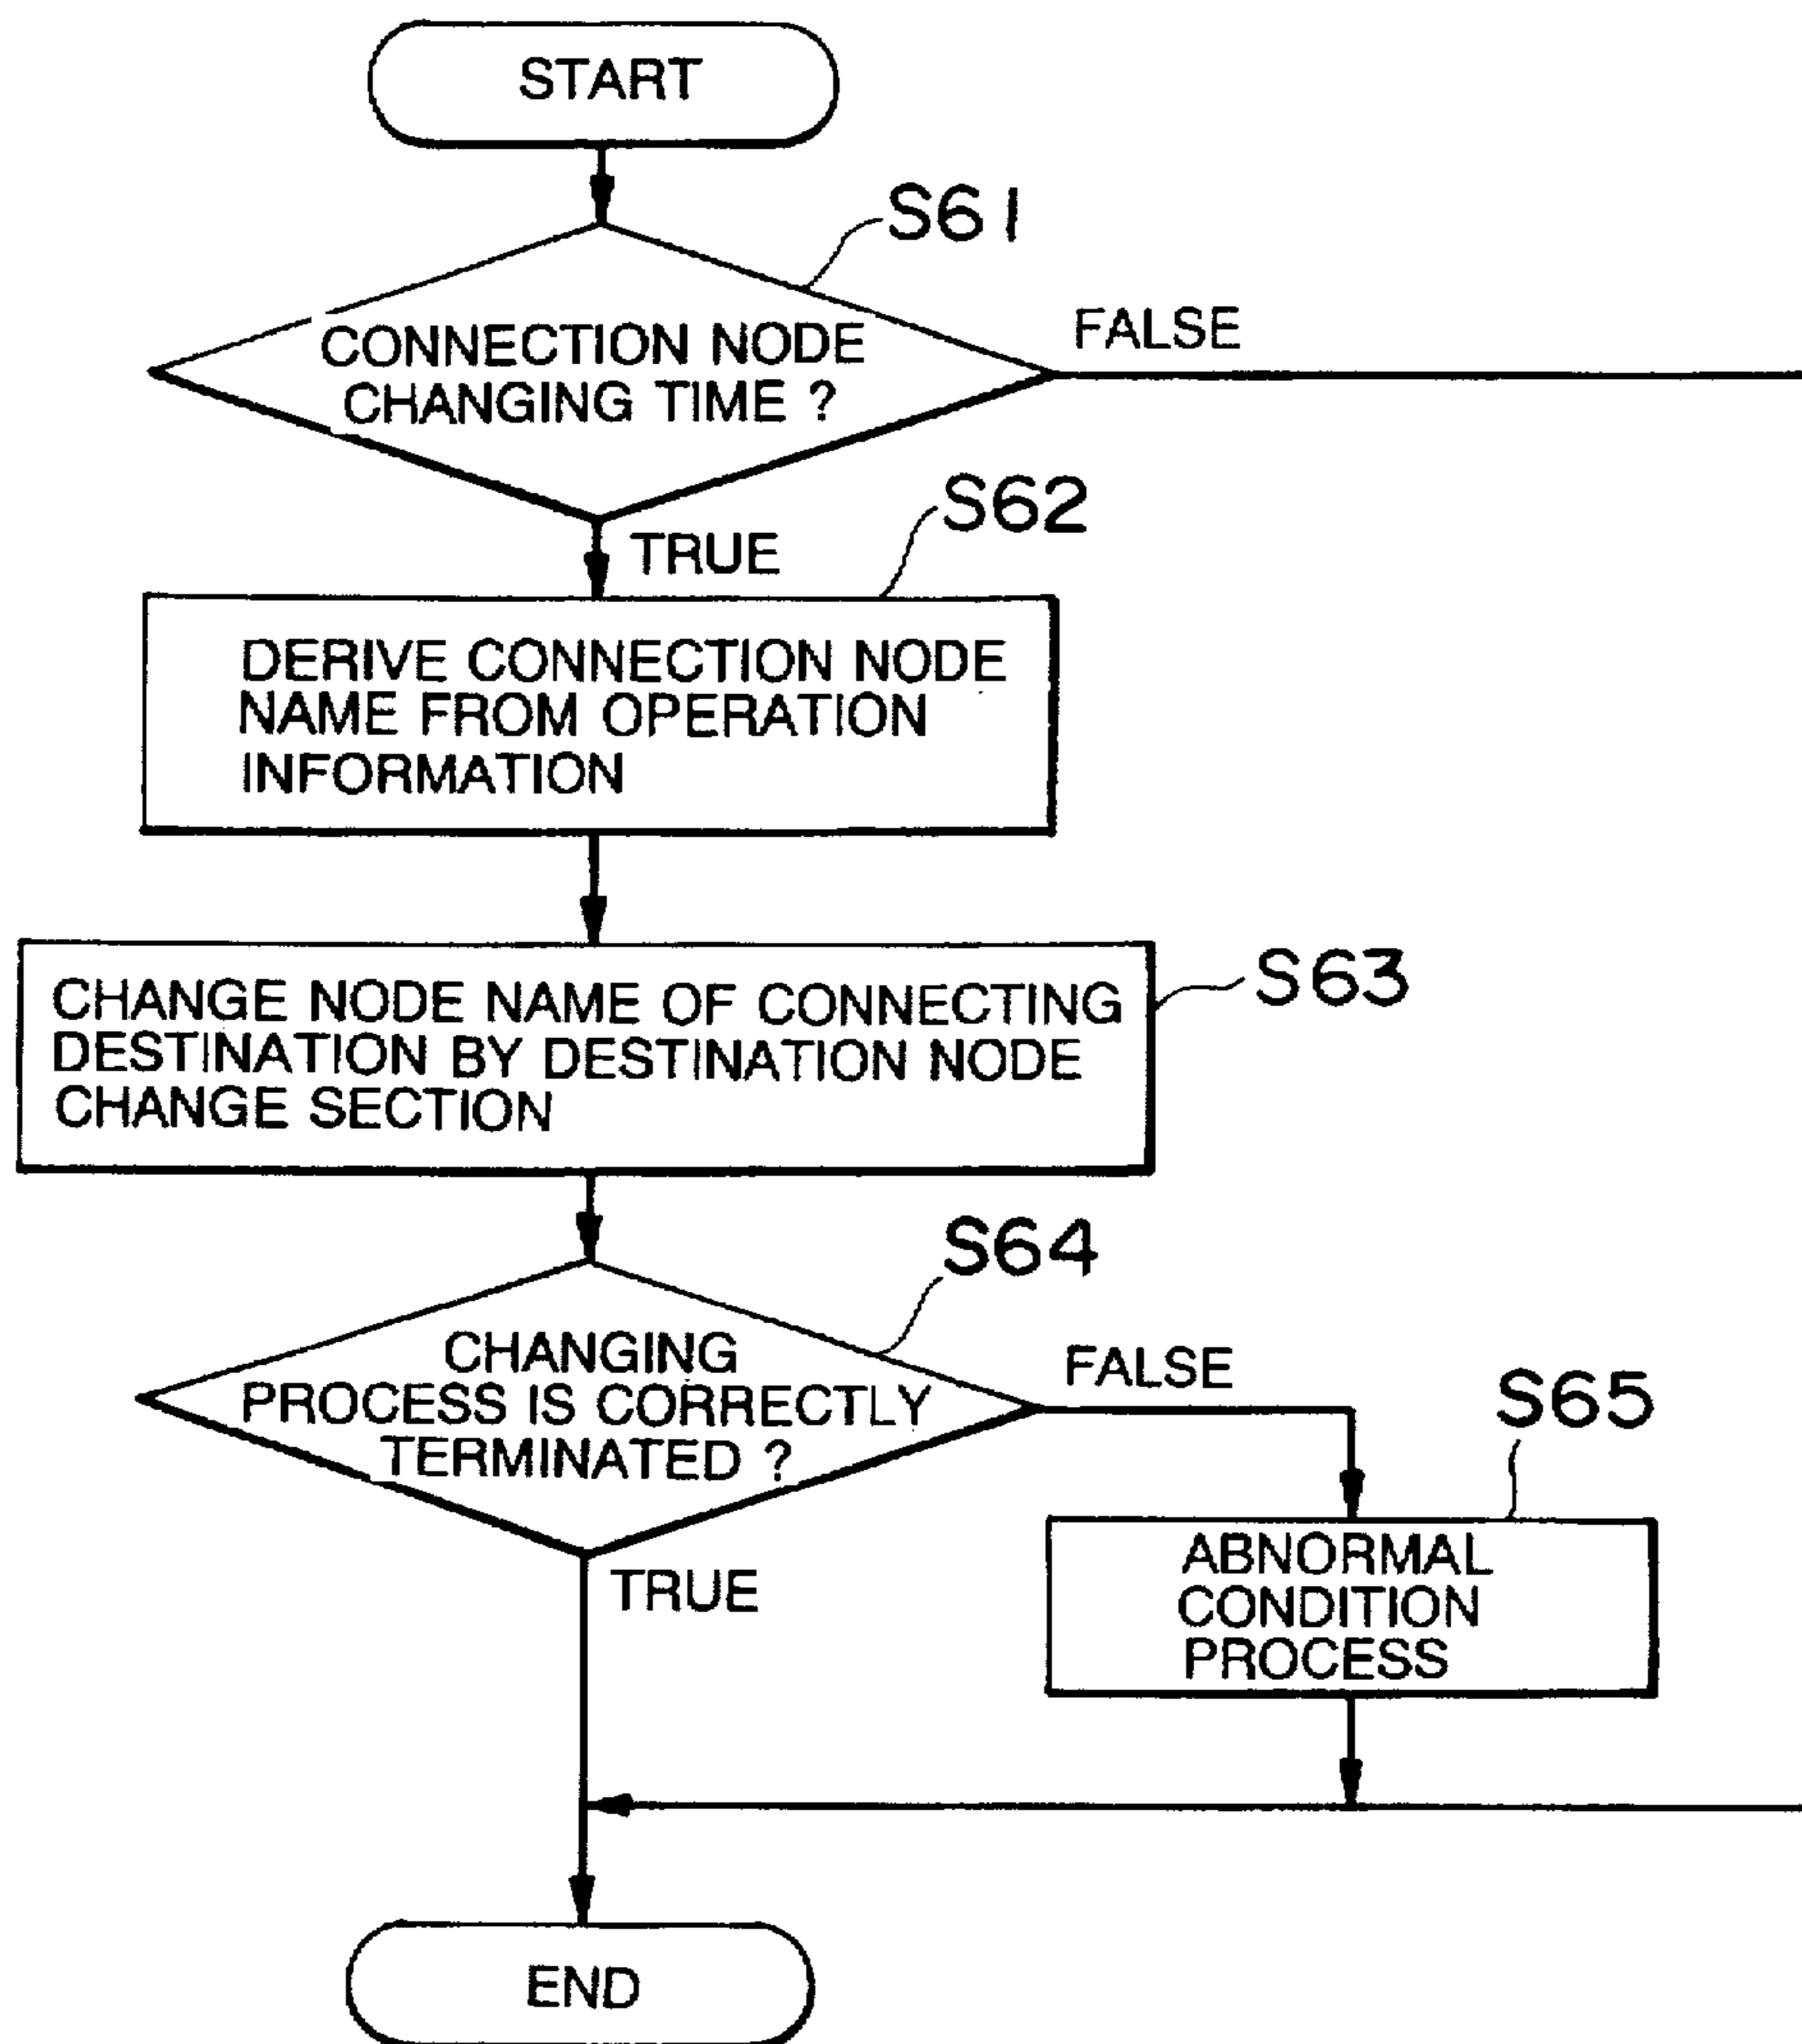 START
S61
CONNECTION NODE
CHANGING TIME ?
FALSE
TRUE
S62
DERIVE CONNECTION NODE
NAME FROM OPERATION
INFORMATION
CHANGE NODE NAME OF CONNECTING
DESTINATION BY DESTINATION NODE
CHANGE SECTION
S63
S64
CHANGING
PROCESS IS CORRECTLY
TERMINATED ?
FALSE
TRUE
S65
ABNORMAL
CONDITION
PROCESS
END